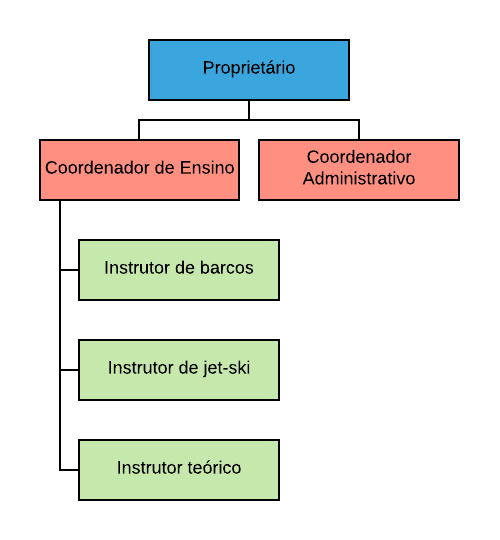 Proprietário
Coordenador de Ensino
Coordenador
Administrativo
Instrutor de barcos
Instrutor de jet-ski
Instrutor teórico